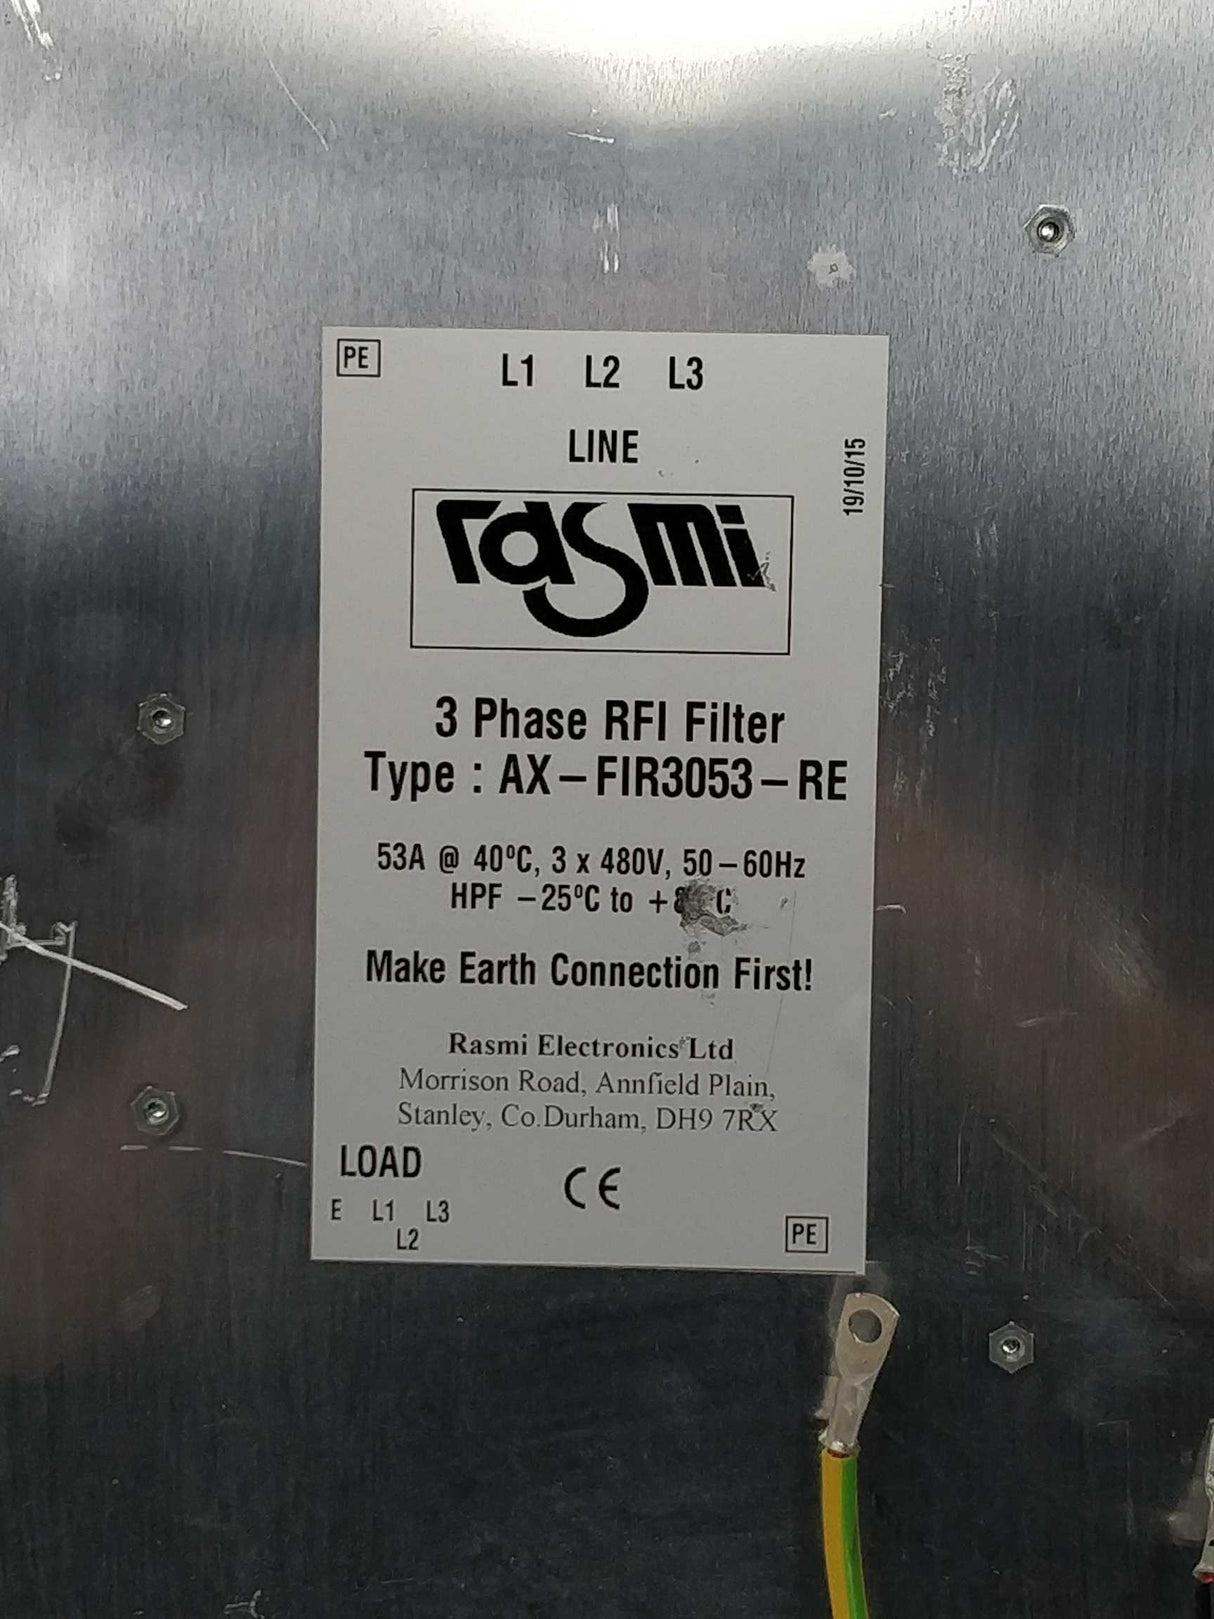 PE
L1 L2 L3
LINE
19/10/15
rasmi
3 Phase RFI Filter
Type : AX – FIR3053 – RE
53A @ 40ºC, 3 x 480V, 50 – 60Hz
HPF – 25ºC to + C
Make Earth Connection First!
Rasmi Electronics Ltd
Morrison Road, Annfield Plain,
Stanley, Co.Durham, DH9 7RX
LOAD
CE
E L1 L3
L2
PE